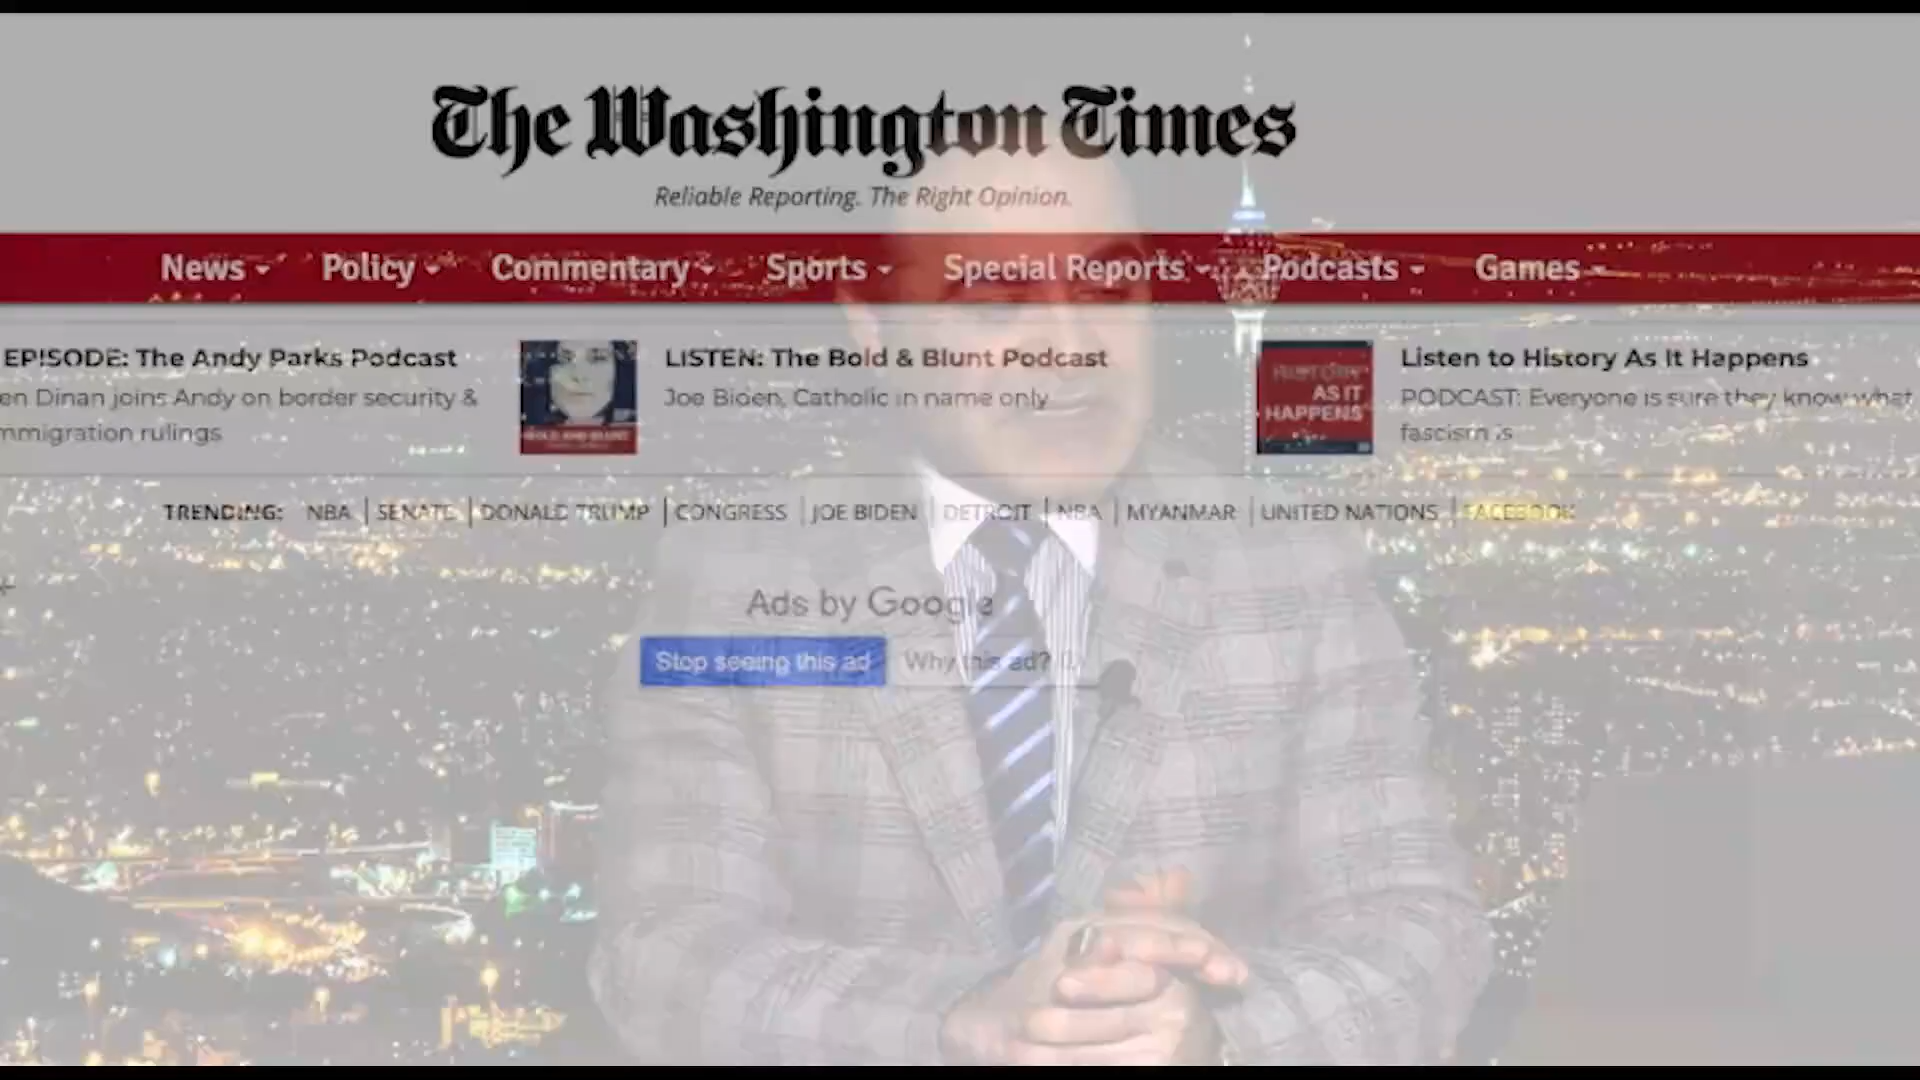 The Washington Times
Reliable Reporting. The Right Opinion.
News Policy Commentary Sports Special Reports Podcasts Games
EPISODE: The Andy Parks Podcast
en Dinan joins Andy on border security &
mmigration rulings
LISTEN: The Bold & Blunt Podcast
Joe Biden, Catholic in name only
BOLD AND BLUNT
HISTORY
AS IT
HAPPENS
Listen to History As It Happens
PODCAST: Everyone is sure they know what
fascism is
TRENDING: NBA | SENATE | DONALD TRUMP | CONGRESS | JOE BIDEN | DETROIT | NBA | MYANMAR | UNITED NATIONS | FACEBOOK
Ads by Google
Stop seeing this ad
Why this ad?